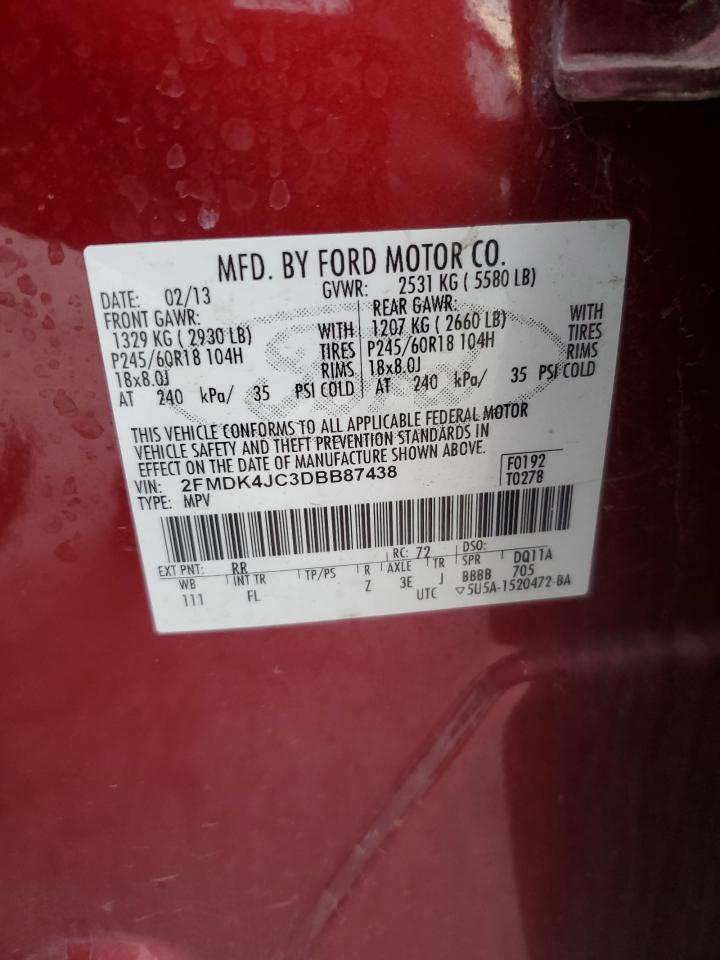 MFD. BY FORD MOTOR CO.
DATE: 02/13 GVWR: 2531 KG ( 5580 LB)
FRONT GAWR: REAR GAWR:
1329 KG ( 2930 LB) WITH 1207 KG ( 2660 LB) WITH
P245/60R18 104H TIRES P245/60R18 104H TIRES
18x8.0J RIMS 18x8.0J RIMS
AT 240 kPa/ 35 PSI COLD AT 240 kPa/ 35 PSI COLD
THIS VEHICLE CONFORMS TO ALL APPLICABLE FEDERAL MOTOR
VEHICLE SAFETY AND THEFT PREVENTION STANDARDS IN
EFFECT ON THE DATE OF MANUFACTURE SHOWN ABOVE.
VIN: 2FMDK4JC3DBB87438 F0192
TYPE: MPV T0278
EXT PNT: RR RC: 72 DSO:
WB INT TR TP/PS R AXLE TR SPR DQ11A
111 FL Z 3E J BBBB 705
UTC ▽5U5A-1520472-BA